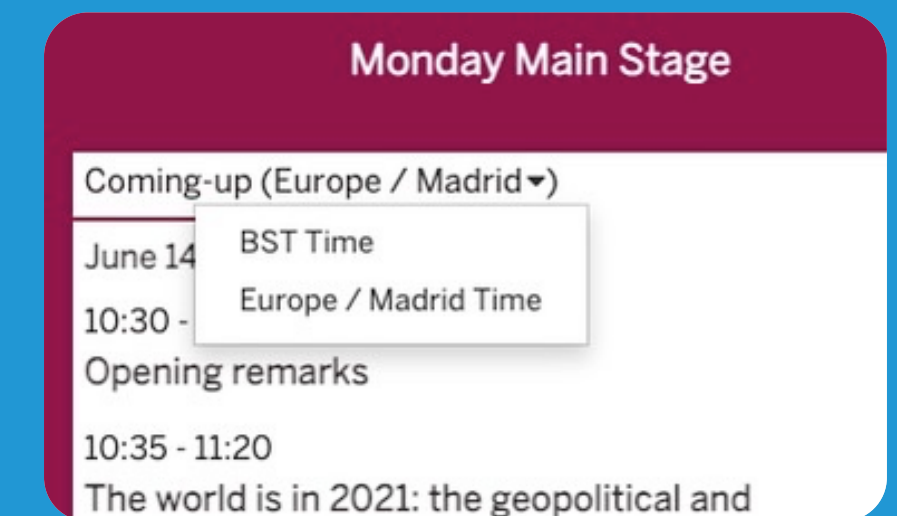 Monday Main Stage
Coming-up (Europe / Madrid▾)
BST Time
Europe / Madrid Time
June 14
10:30 -
Opening remarks
10:35 - 11:20
The world is in 2021: the geopolitical and